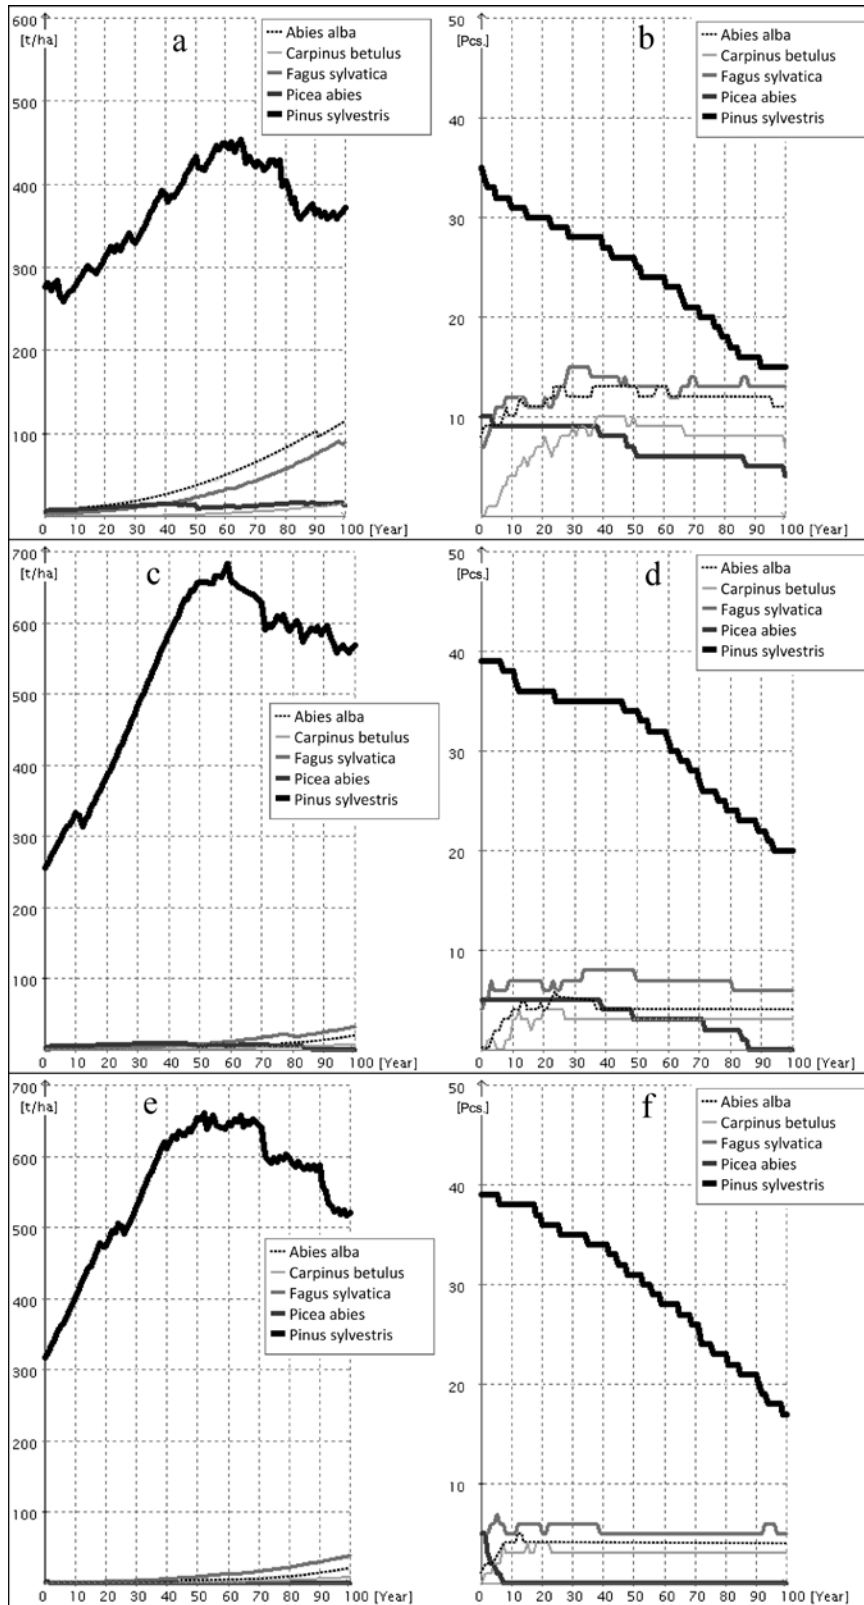 600
[t/ha]
500
400
300
200
100
0 10 20 30 40 50 60 70 80 90 100 [Year]
a
Abies alba
Carpinus betulus
Fagus sylvatica
Picea abies
Pinus sylvestris
50
[Pcs.]
40
30
20
10
0 10 20 30 40 50 60 70 80 90 100 [Year]
b
Abies alba
Carpinus betulus
Fagus sylvatica
Picea abies
Pinus sylvestris
700
[t/ha]
600
500
400
300
200
100
0 10 20 30 40 50 60 70 80 90 100 [Year]
c
Abies alba
Carpinus betulus
Fagus sylvatica
Picea abies
Pinus sylvestris
50
[Pcs.]
40
30
20
10
0 10 20 30 40 50 60 70 80 90 100 [Year]
d
Abies alba
Carpinus betulus
Fagus sylvatica
Picea abies
Pinus sylvestris
700
[t/ha]
600
500
400
300
200
100
0 10 20 30 40 50 60 70 80 90 100 [Year]
e
Abies alba
Carpinus betulus
Fagus sylvatica
Picea abies
Pinus sylvestris
50
[Pcs.]
40
30
20
10
0 10 20 30 40 50 60 70 80 90 100 [Year]
f
Abies alba
Carpinus betulus
Fagus sylvatica
Picea abies
Pinus sylvestris